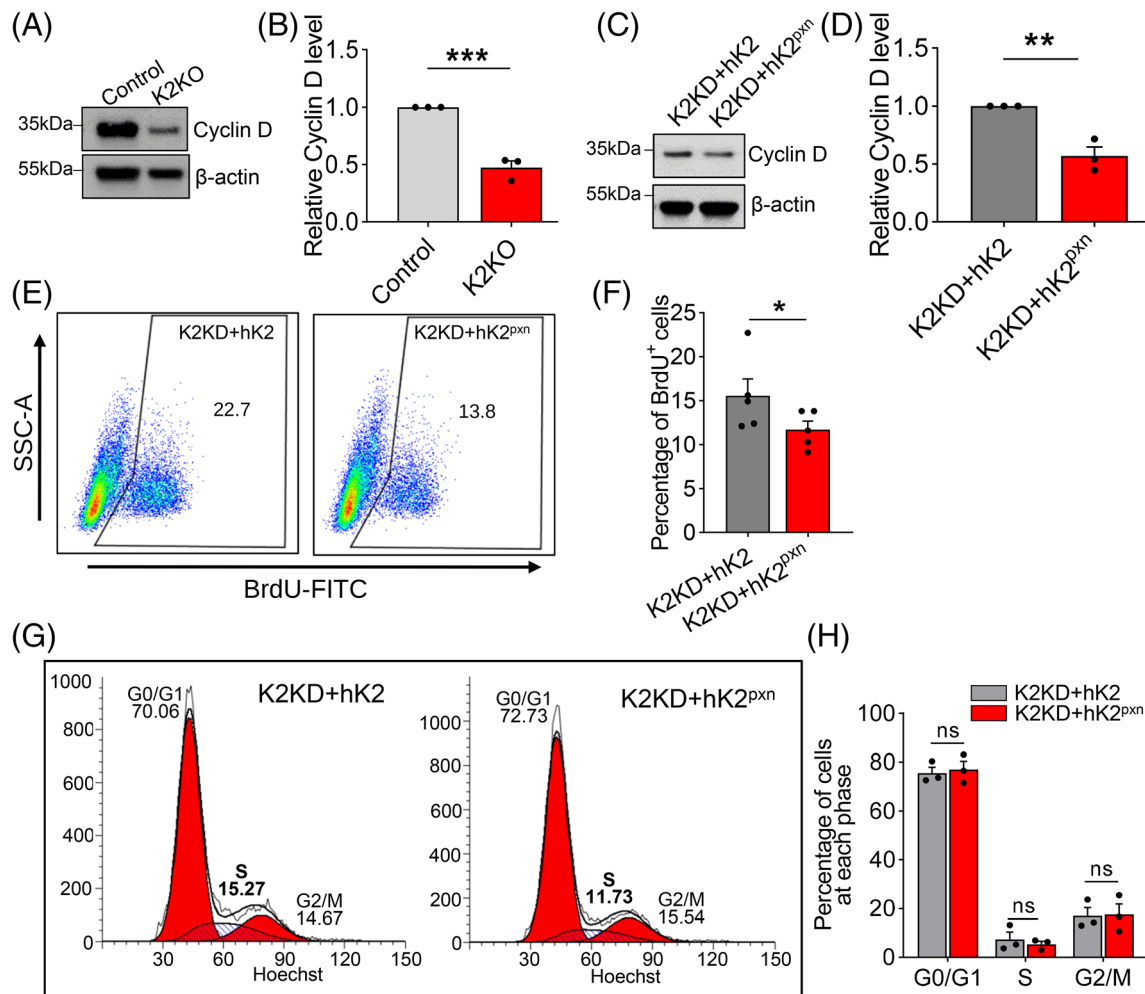 (A)
Control
K2KO
35kDa
Cyclin D
55kDa
β-actin
(B)
Relative Cyclin D level
1.5
1.0
0.5
0.0
***
Control
K2KO
(C)
K2KD+hK2
K2KD+hK2pxn
35kDa
Cyclin D
55kDa
β-actin
(D)
Relative Cyclin D level
1.5
1.0
0.5
0.0
**
K2KD+hK2
K2KD+hK2pxn
(E)
SSC-A
K2KD+hK2
22.7
K2KD+hK2pxn
13.8
BrdU-FITC
(F)
Percentage of BrdU+ cells
25
20
15
10
5
0
*
K2KD+hK2
K2KD+hK2pxn
(G)
1000
800
600
400
200
0
G0/G1
70.06
K2KD+hK2
S
15.27
G2/M
14.67
30
60
90
120
150
Hoechst
1000
800
600
400
200
0
G0/G1
72.73
K2KD+hK2pxn
S
11.73
G2/M
15.54
30
60
90
120
150
Hoechst
(H)
K2KD+hK2
K2KD+hK2pxn
Percentage of cells
at each phase
100
80
60
40
20
0
ns
ns
ns
G0/G1
S
G2/M